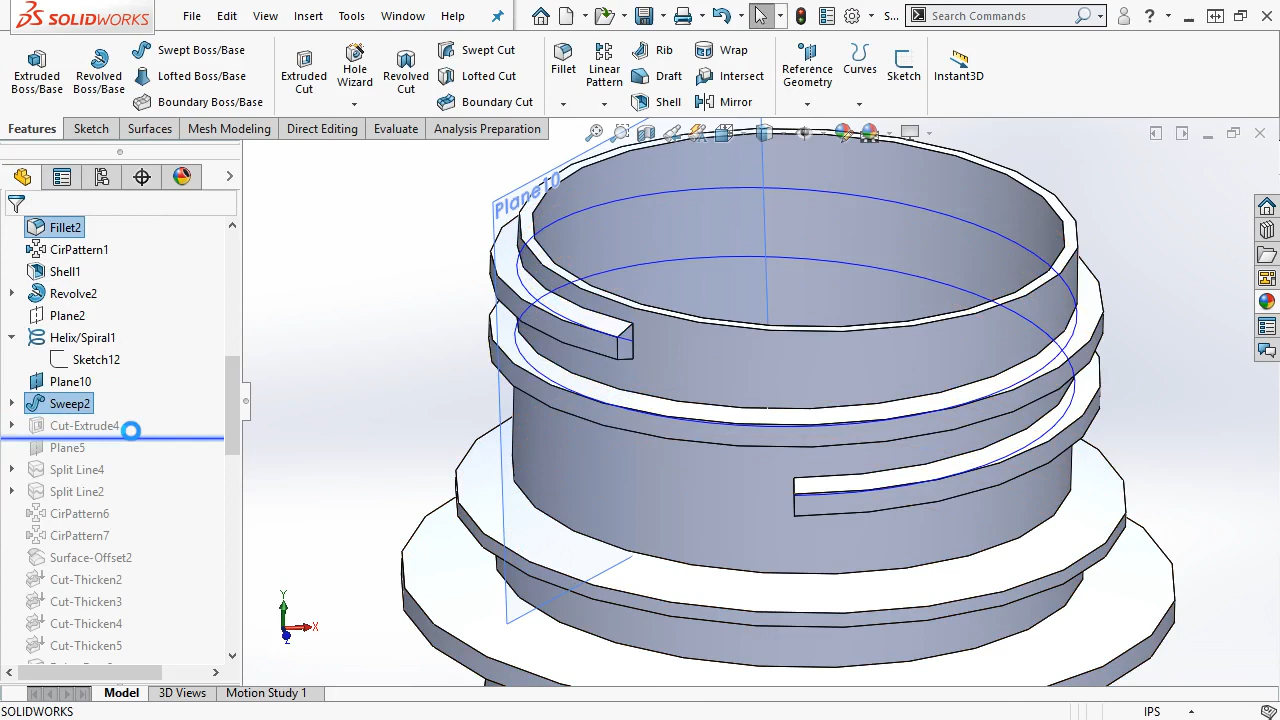 SOLIDWORKS File Edit View Insert Tools Window Help S... Search Commands
Extruded Boss/Base
Revolved Boss/Base
Swept Boss/Base
Lofted Boss/Base
Boundary Boss/Base
Extruded Cut
Hole Wizard
Revolved Cut
Swept Cut
Lofted Cut
Boundary Cut
Fillet
Linear Pattern
Rib
Draft
Shell
Wrap
Intersect
Mirror
Reference Geometry
Curves
Sketch
Instant3D
Features Sketch Surfaces Mesh Modeling Direct Editing Evaluate Analysis Preparation
Plane10
Fillet2
CirPattern1
Shell1
Revolve2
Plane2
Helix/Spiral1
Sketch12
Plane10
Sweep2
Cut-Extrude4
Plane5
Split Line4
Split Line2
CirPattern6
CirPattern7
Surface-Offset2
Cut-Thicken2
Cut-Thicken3
Cut-Thicken4
Cut-Thicken5
Y
X
Z
Model 3D Views Motion Study 1
SOLIDWORKS IPS